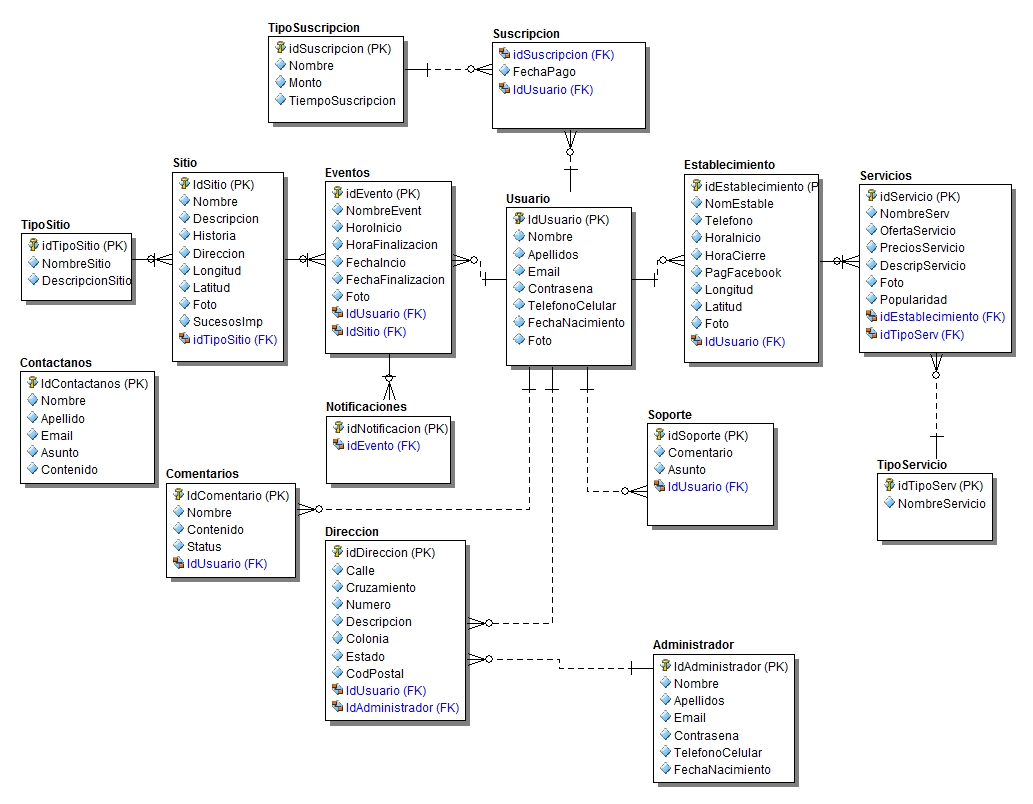 TipoSuscripcion
idSuscripcion (PK)
Nombre
Monto
TiempoSuscripcion
Suscripcion
idSuscripcion (FK)
FechaPago
IdUsuario (FK)
Sitio
IdSitio (PK)
Nombre
Descripcion
Historia
Direccion
Longitud
Latitud
Foto
SucesosImp
idTipoSitio (FK)
Eventos
idEvento (PK)
NombreEvent
HoroInicio
HoraFinalizacion
FechaIncio
FechaFinalizacion
Foto
IdUsuario (FK)
IdSitio (FK)
Usuario
IdUsuario (PK)
Nombre
Apellidos
Email
Contrasena
TelefonoCelular
FechaNacimiento
Foto
Establecimiento
idEstablecimiento (P
NomEstable
Telefono
HoraInicio
HoraCierre
PagFacebook
Longitud
Latitud
Foto
IdUsuario (FK)
Servicios
idServicio (PK)
NombreServ
OfertaServicio
PreciosServicio
DescripServicio
Foto
Popularidad
idEstablecimiento (FK)
idTipoServ (FK)
TipoSitio
idTipoSitio (PK)
NombreSitio
DescripcionSitio
Contactanos
IdContactanos (PK)
Nombre
Apellido
Email
Asunto
Contenido
Notificaciones
idNotificacion (PK)
idEvento (FK)
Soporte
idSoporte (PK)
Comentario
Asunto
IdUsuario (FK)
TipoServicio
idTipoServ (PK)
NombreServicio
Comentarios
IdComentario (PK)
Nombre
Contenido
Status
IdUsuario (FK)
Direccion
idDireccion (PK)
Calle
Cruzamiento
Numero
Descripcion
Colonia
Estado
CodPostal
IdUsuario (FK)
IdAdministrador (FK)
Administrador
IdAdministrador (PK)
Nombre
Apellidos
Email
Contrasena
TelefonoCelular
FechaNacimiento